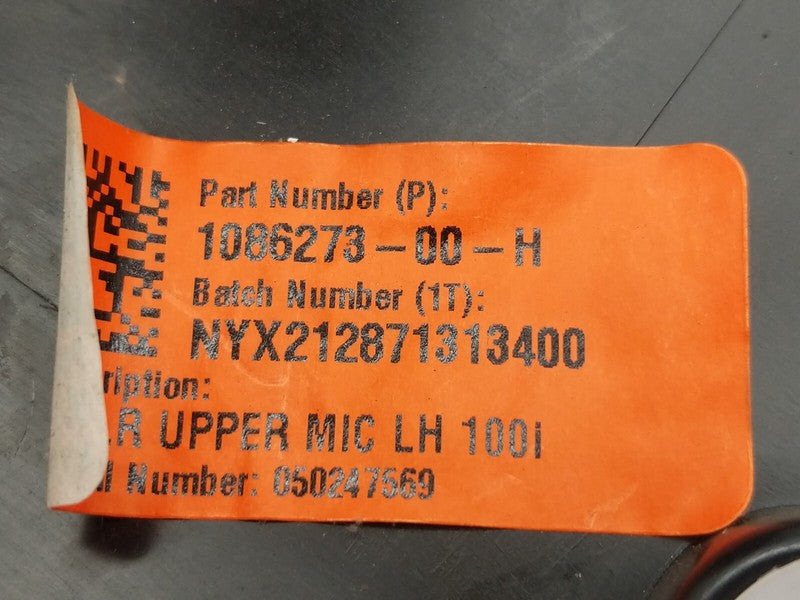 Part Number (P):
1086273-00-H
Batch Number (1T):
NYX212871313400
ription:
UPPER MIC LH 100i
Number: 050247569